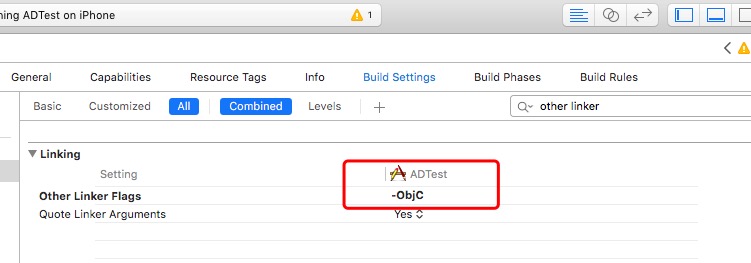 ning ADTest on iPhone 1
General Capabilities Resource Tags Info Build Settings Build Phases Build Rules
Basic Customized All Combined Levels + other linker
Linking
Setting ADTest
Other Linker Flags -ObjC
Quote Linker Arguments Yes